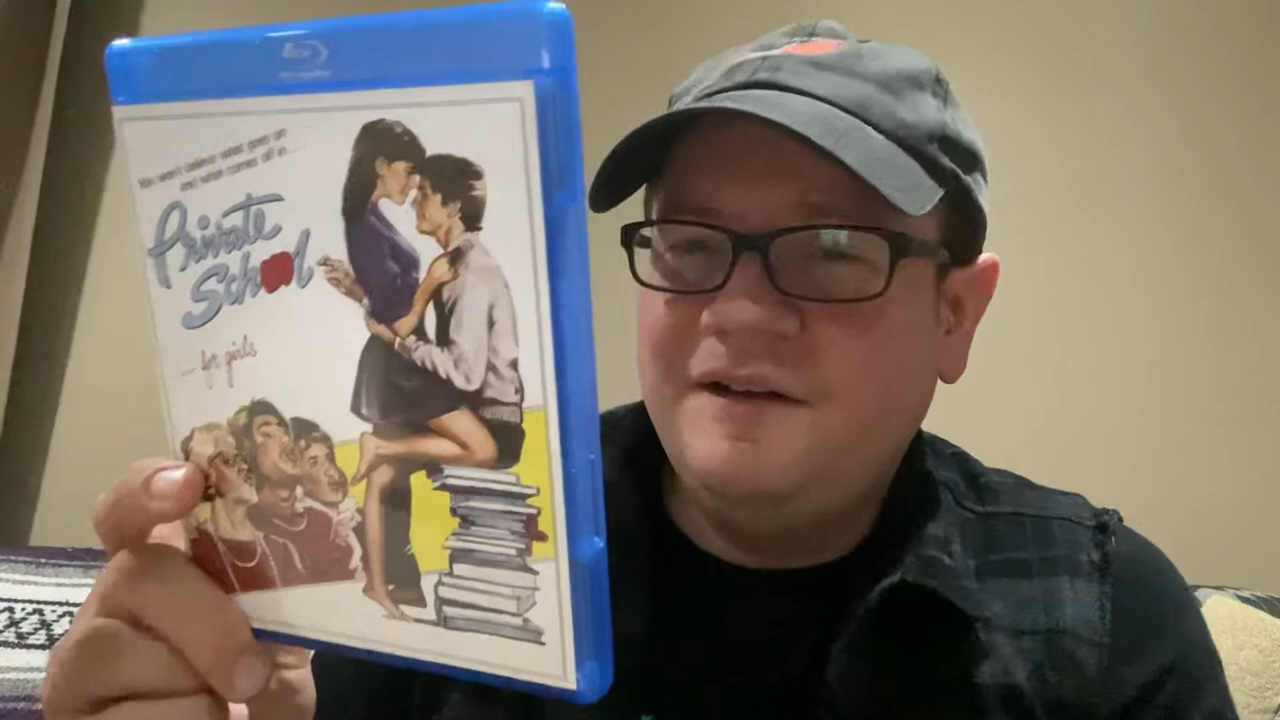 You won't believe what goes on
and what comes off in...
Private
School
... for girls